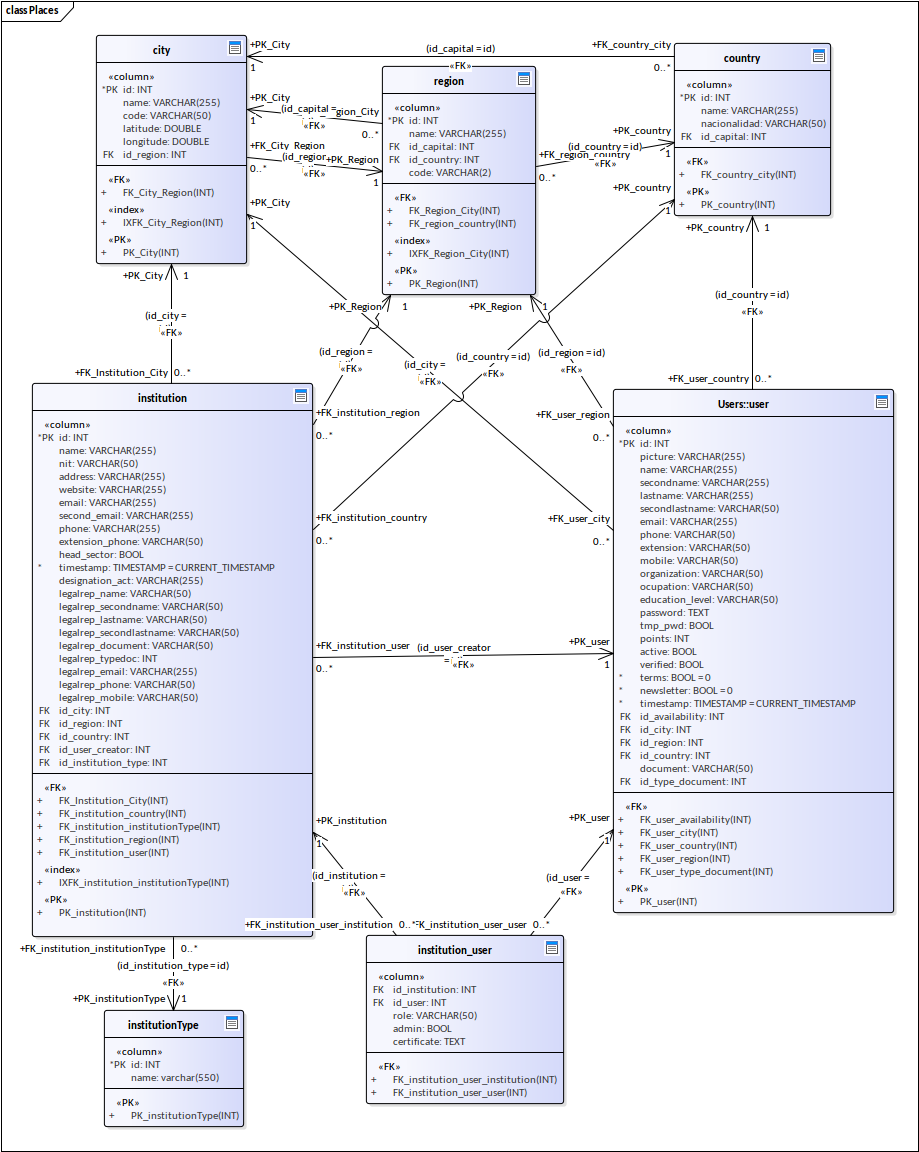 class Places
city
«column»
*PK id: INT
name: VARCHAR(255)
code: VARCHAR(50)
latitude: DOUBLE
longitude: DOUBLE
FK id_region: INT
«FK»
+ FK_City_Region(INT)
«index»
+ IXFK_City_Region(INT)
«PK»
+ PK_City(INT)
+PK_City
1
(id_capital = id)
«FK»
+FK_country_city
0..*
region
«column»
*PK id: INT
name: VARCHAR(255)
FK id_capital: INT
FK id_country: INT
code: VARCHAR(2)
«FK»
+ FK_Region_City(INT)
+ FK_region_country(INT)
«index»
+ IXFK_Region_City(INT)
«PK»
+ PK_Region(INT)
country
«column»
*PK id: INT
name: VARCHAR(255)
nacionalidad: VARCHAR(50)
FK id_capital: INT
«FK»
+ FK_country_city(INT)
«PK»
+ PK_country(INT)
+PK_City
1
(id_capital =
gion_City
«FK»
0..*
+FK_City_Region
0..*
(id_region
«FK»
+PK_Region
1
+PK_country
1
(id_country = id)
+FK_region_country
«FK»
0..*
+PK_country
1
+PK_City
1
+PK_City
1
(id_city =
«FK»
+FK_Institution_City
0..*
+PK_Region
1
(id_region =
«FK»
+FK_institution_region
0..*
+PK_Region
1
(id_region = id)
«FK»
+FK_user_region
0..*
+PK_country
1
(id_country = id)
«FK»
+FK_user_country
0..*
(id_city =
«FK»
+FK_user_city
0..*
(id_country = id)
«FK»
+FK_institution_country
0..*
institution
«column»
*PK id: INT
name: VARCHAR(255)
nit: VARCHAR(50)
address: VARCHAR(255)
website: VARCHAR(255)
email: VARCHAR(255)
second_email: VARCHAR(255)
phone: VARCHAR(255)
extension_phone: VARCHAR(50)
head_sector: BOOL
* timestamp: TIMESTAMP = CURRENT_TIMESTAMP
designation_act: VARCHAR(255)
legalrep_name: VARCHAR(50)
legalrep_secondname: VARCHAR(50)
legalrep_lastname: VARCHAR(50)
legalrep_secondlastname: VARCHAR(50)
legalrep_document: VARCHAR(50)
legalrep_typedoc: INT
legalrep_email: VARCHAR(255)
legalrep_phone: VARCHAR(50)
legalrep_mobile: VARCHAR(50)
FK id_city: INT
FK id_region: INT
FK id_country: INT
FK id_user_creator: INT
FK id_institution_type: INT
«FK»
+ FK_Institution_City(INT)
+ FK_institution_country(INT)
+ FK_institution_institutionType(INT)
+ FK_institution_region(INT)
+ FK_institution_user(INT)
«index»
+ IXFK_institution_institutionType(INT)
«PK»
+ PK_institution(INT)
Users::user
«column»
*PK id: INT
picture: VARCHAR(255)
name: VARCHAR(255)
secondname: VARCHAR(255)
lastname: VARCHAR(255)
secondlastname: VARCHAR(50)
email: VARCHAR(255)
phone: VARCHAR(50)
extension: VARCHAR(50)
mobile: VARCHAR(50)
organization: VARCHAR(50)
ocupation: VARCHAR(50)
education_level: VARCHAR(50)
password: TEXT
tmp_pwd: BOOL
points: INT
active: BOOL
verified: BOOL
* terms: BOOL = 0
* newsletter: BOOL = 0
* timestamp: TIMESTAMP = CURRENT_TIMESTAMP
FK id_availability: INT
FK id_city: INT
FK id_region: INT
FK id_country: INT
document: VARCHAR(50)
FK id_type_document: INT
«FK»
+ FK_user_availability(INT)
+ FK_user_city(INT)
+ FK_user_country(INT)
+ FK_user_region(INT)
+ FK_user_type_document(INT)
«PK»
+ PK_user(INT)
+FK_institution_user
0..*
(id_user_creator
=
«FK»
+PK_user
1
+PK_institution
1
(id_institution =
«FK»
+FK_institution_user_institution
0..*
+PK_user
1
(id_user =
«FK»
FK_institution_user_user
0..*
institution_user
«column»
FK id_institution: INT
FK id_user: INT
role: VARCHAR(50)
admin: BOOL
certificate: TEXT
«FK»
+ FK_institution_user_institution(INT)
+ FK_institution_user_user(INT)
+FK_institution_institutionType
0..*
(id_institution_type = id)
«FK»
+PK_institutionType
1
institutionType
«column»
*PK id: INT
name: varchar(550)
«PK»
+ PK_institutionType(INT)